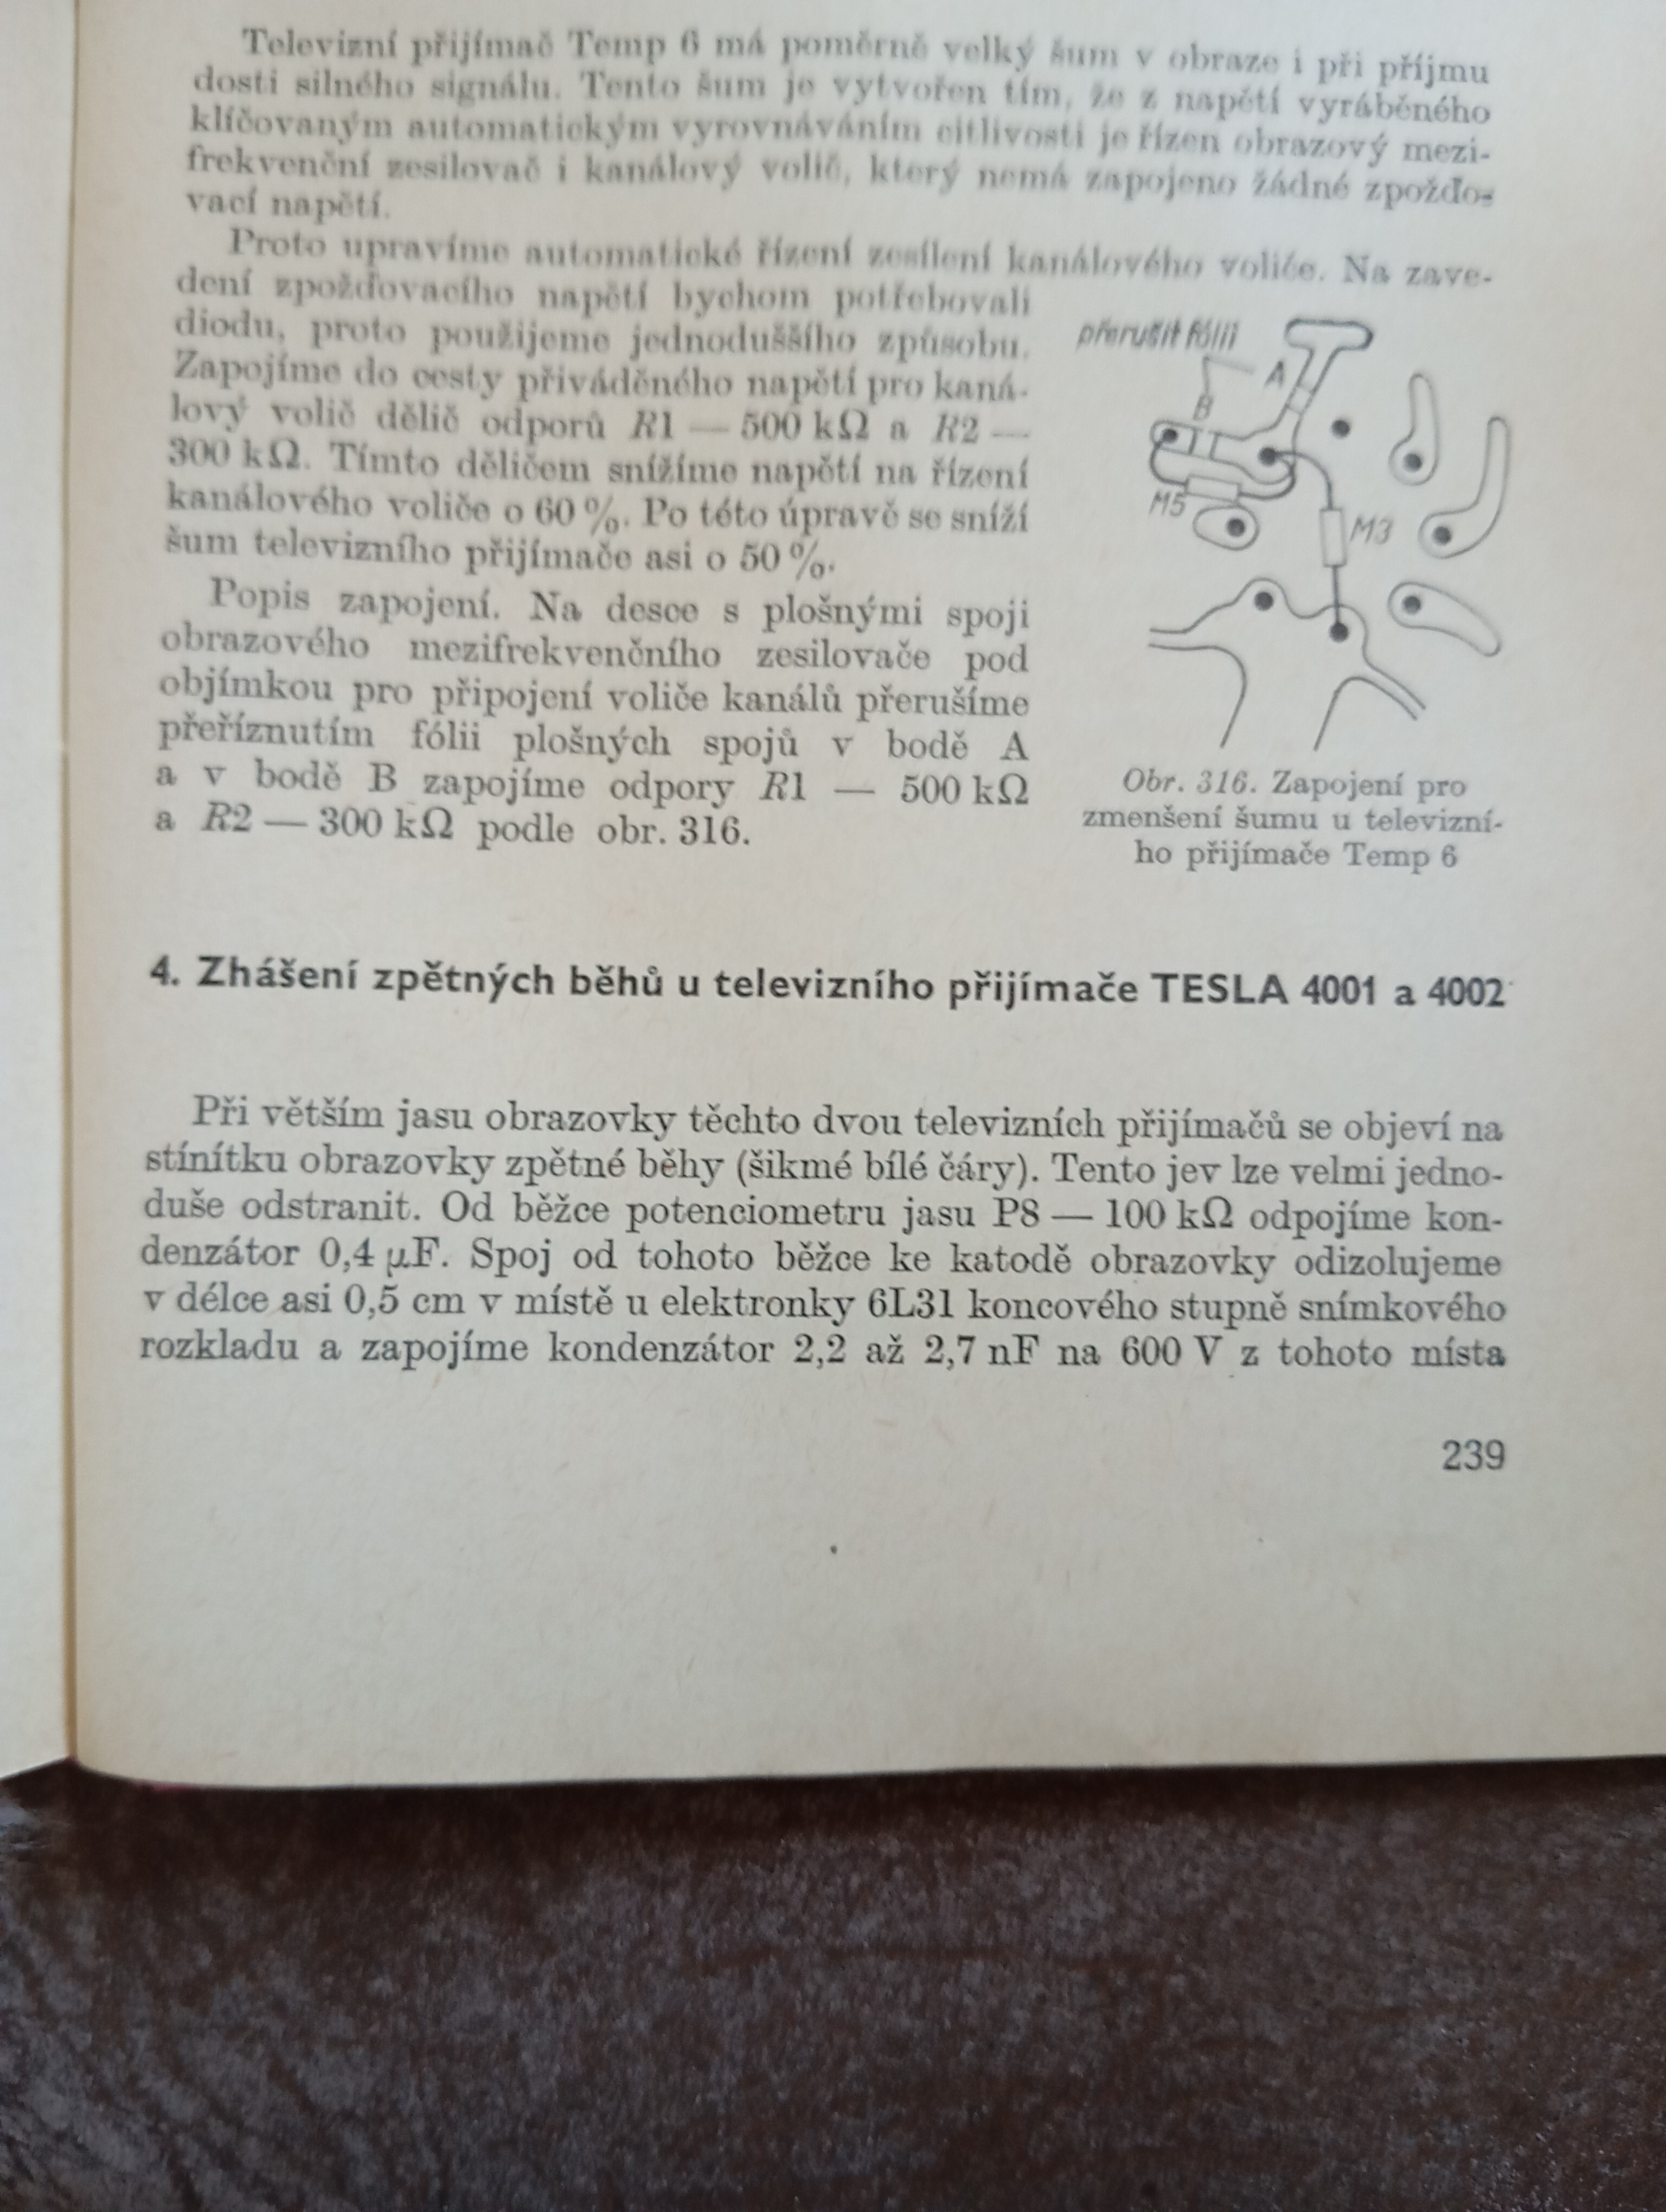 Televizní přijímač Temp 6 má poměrně velký šum v obraze i při příjmu
dosti silného signálu. Tento šum je vytvořen tím, že z napětí vyráběného
klíčovaným automatickým vyrovnáváním citlivosti je řízen obrazový mezi-
frekvenční zesilovač i kanálový volič, který nemá zapojeno žádné zpožďo-
vací napětí.
Proto upravíme automatické řízení zesílení kanálového voliče. Na zave-
dení zpožďovacího napětí bychom potřebovali
diodu, proto použijeme jednoduššího způsobu.
Zapojíme do cesty přiváděného napětí pro kaná-
lový volič dělič odporů R1 — 500 kΩ a R2 —
300 kΩ. Tímto děličem snížíme napětí na řízení
kanálového voliče o 60 %. Po této úpravě se sníží
šum televizního přijímače asi o 50 %.
Popis zapojení. Na desce s plošnými spoji
obrazového mezifrekvenčního zesilovače pod
objímkou pro připojení voliče kanálů přerušíme
přeříznutím fólii plošných spojů v bodě A
a v bodě B zapojíme odpory R1 — 500 kΩ
a R2 — 300 kΩ podle obr. 316.
přerušit fólii
A
B
M5
M3
Obr. 316. Zapojení pro
zmenšení šumu u televizní-
ho přijímače Temp 6
4. Zhášení zpětných běhů u televizního přijímače TESLA 4001 a 4002
Při větším jasu obrazovky těchto dvou televizních přijímačů se objeví na
stínítku obrazovky zpětné běhy (šikmé bílé čáry). Tento jev lze velmi jedno-
duše odstranit. Od běžce potenciometru jasu P8 — 100 kΩ odpojíme kon-
denzátor 0,4 μF. Spoj od tohoto běžce ke katodě obrazovky odizolujeme
v délce asi 0,5 cm v místě u elektronky 6L31 koncového stupně snímkového
rozkladu a zapojíme kondenzátor 2,2 až 2,7 nF na 600 V z tohoto místa
239